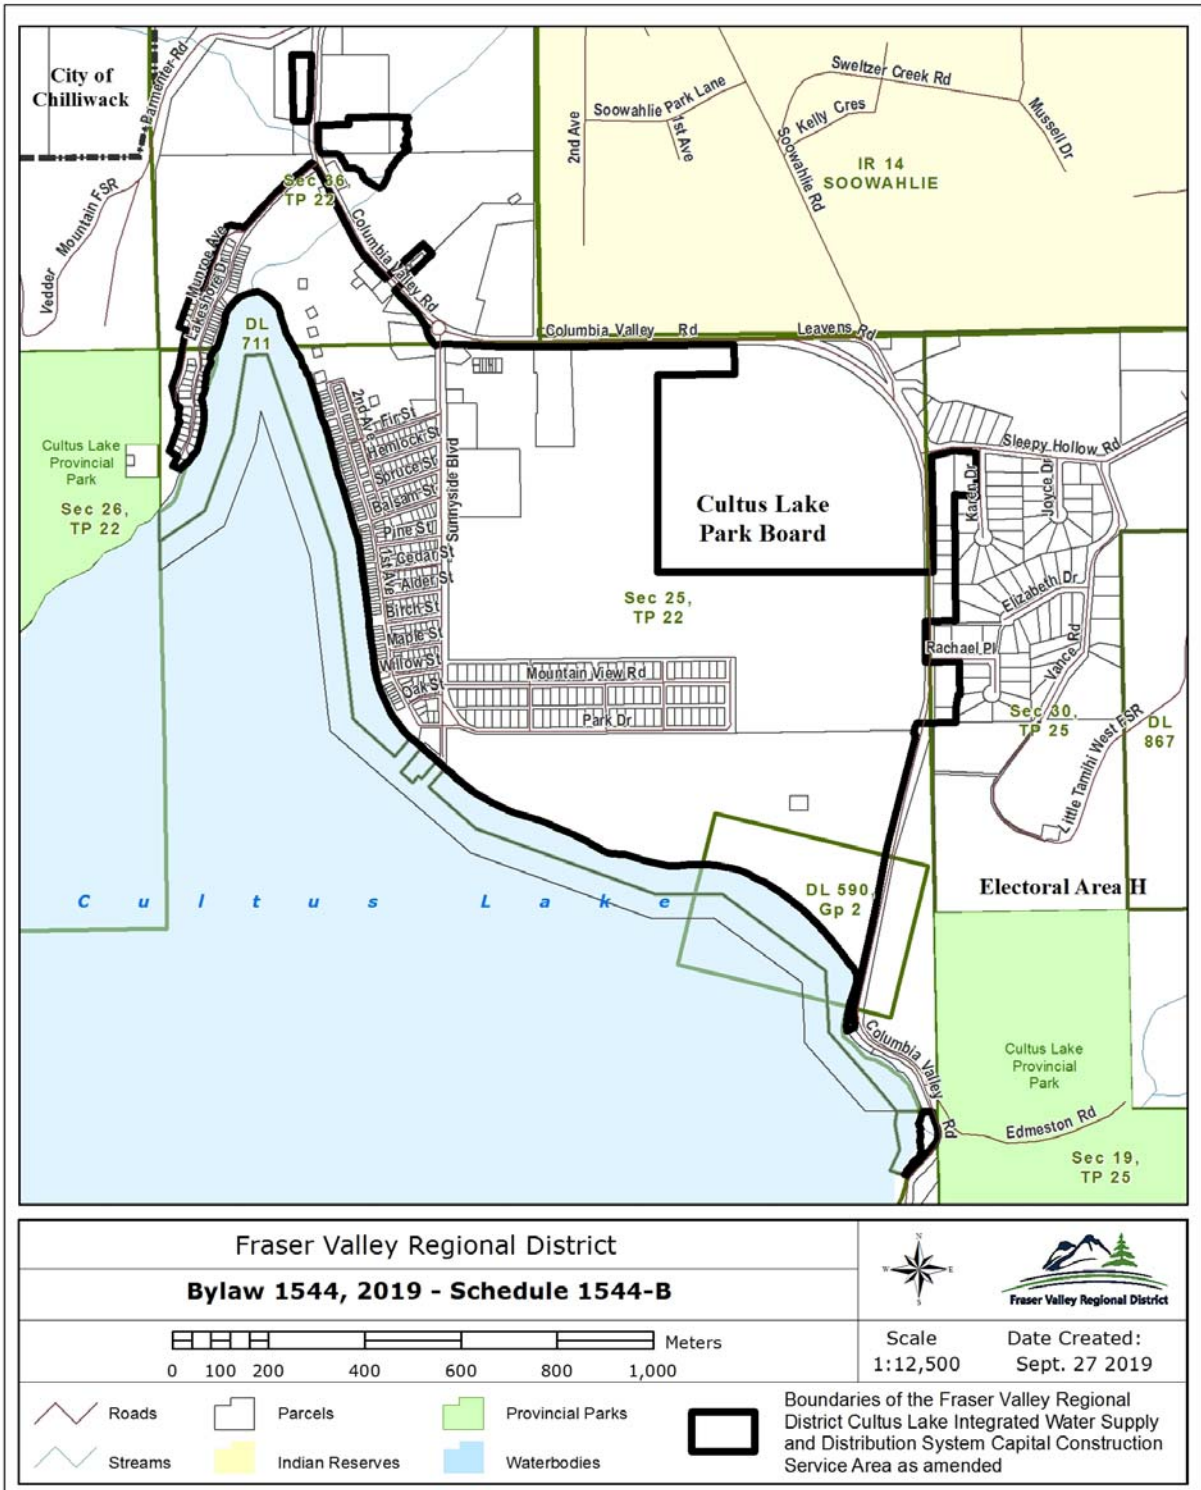 City of
Chilliwack
Parmenter Rd
Vedder Mountain FSR
Sec 36,
TP 22
Columbia Valley Rd
Munroe Ave
Lakeshore Dr
2nd Ave
Soowahlie Park Lane
1st Ave
Sweltzer Creek Rd
Kelly Cres
Mussell Dr
Soowahlie Rd
IR 14
SOOWAHLIE
DL
711
Columbia Valley Rd
Leavens Rd
Cultus Lake
Provincial
Park
Sec 26,
TP 22
2nd Ave
Fir St
Hemlock St
Spruce St
Balsam St
Pine St
Cedar St
1st Ave
Alder St
Birch St
Maple St
Willow St
Oak St
Sunnyside Blvd
Mountain View Rd
Park Dr
Cultus Lake
Park Board
Sec 25,
TP 22
Sleepy Hollow Rd
Karen Dr
Joyce Dr
Elizabeth Dr
Rachael Pl
Vance Rd
Sec 30,
TP 25
Little Tamihi West FSR
DL
867
Electoral Area H
DL 590,
Gp 2
Cultus Lake
Columbia Valley Rd
Cultus Lake
Provincial
Park
Edmeston Rd
Sec 19,
TP 25
Fraser Valley Regional District
Bylaw 1544, 2019 - Schedule 1544-B
N
W E
S
Fraser Valley Regional District
Meters
0 100 200 400 600 800 1,000
Scale
1:12,500
Date Created:
Sept. 27 2019
Roads
Parcels
Provincial Parks
Streams
Indian Reserves
Waterbodies
Boundaries of the Fraser Valley Regional
District Cultus Lake Integrated Water Supply
and Distribution System Capital Construction
Service Area as amended